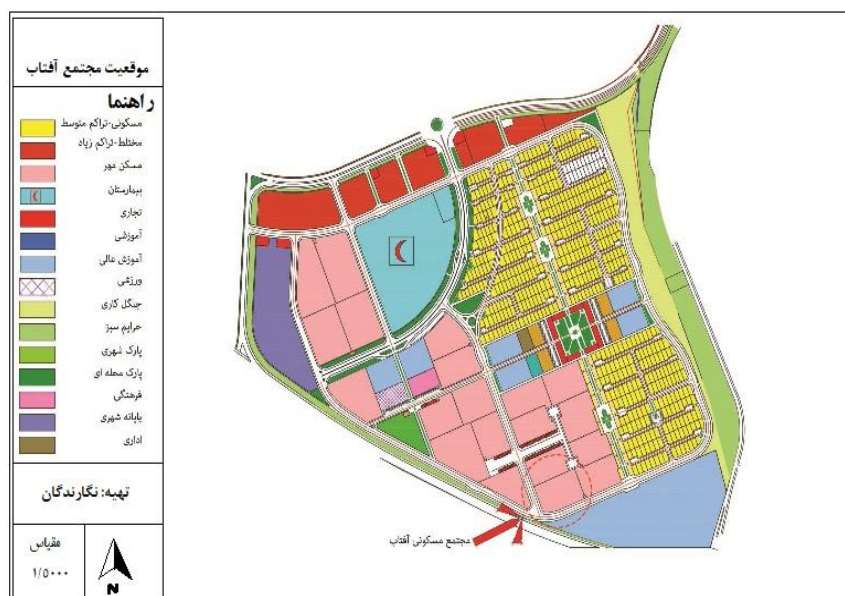 موقعیت مجتمع آفتاب
راهنما
مسکونی-تراکم متوسط
مختلط-تراکم زیاد
مسکن مهر
بیمارستان
تجاری
آموزشی
آموزش عالی
ورزشی
جنگل کاری
حرایم سبز
پارک شهری
پارک محله ای
فرهنگی
پایانه شهری
اداری
تهیه: نگارندگان
مقیاس
۱/۵۰۰۰
N
مجتمع مسکونی آفتاب